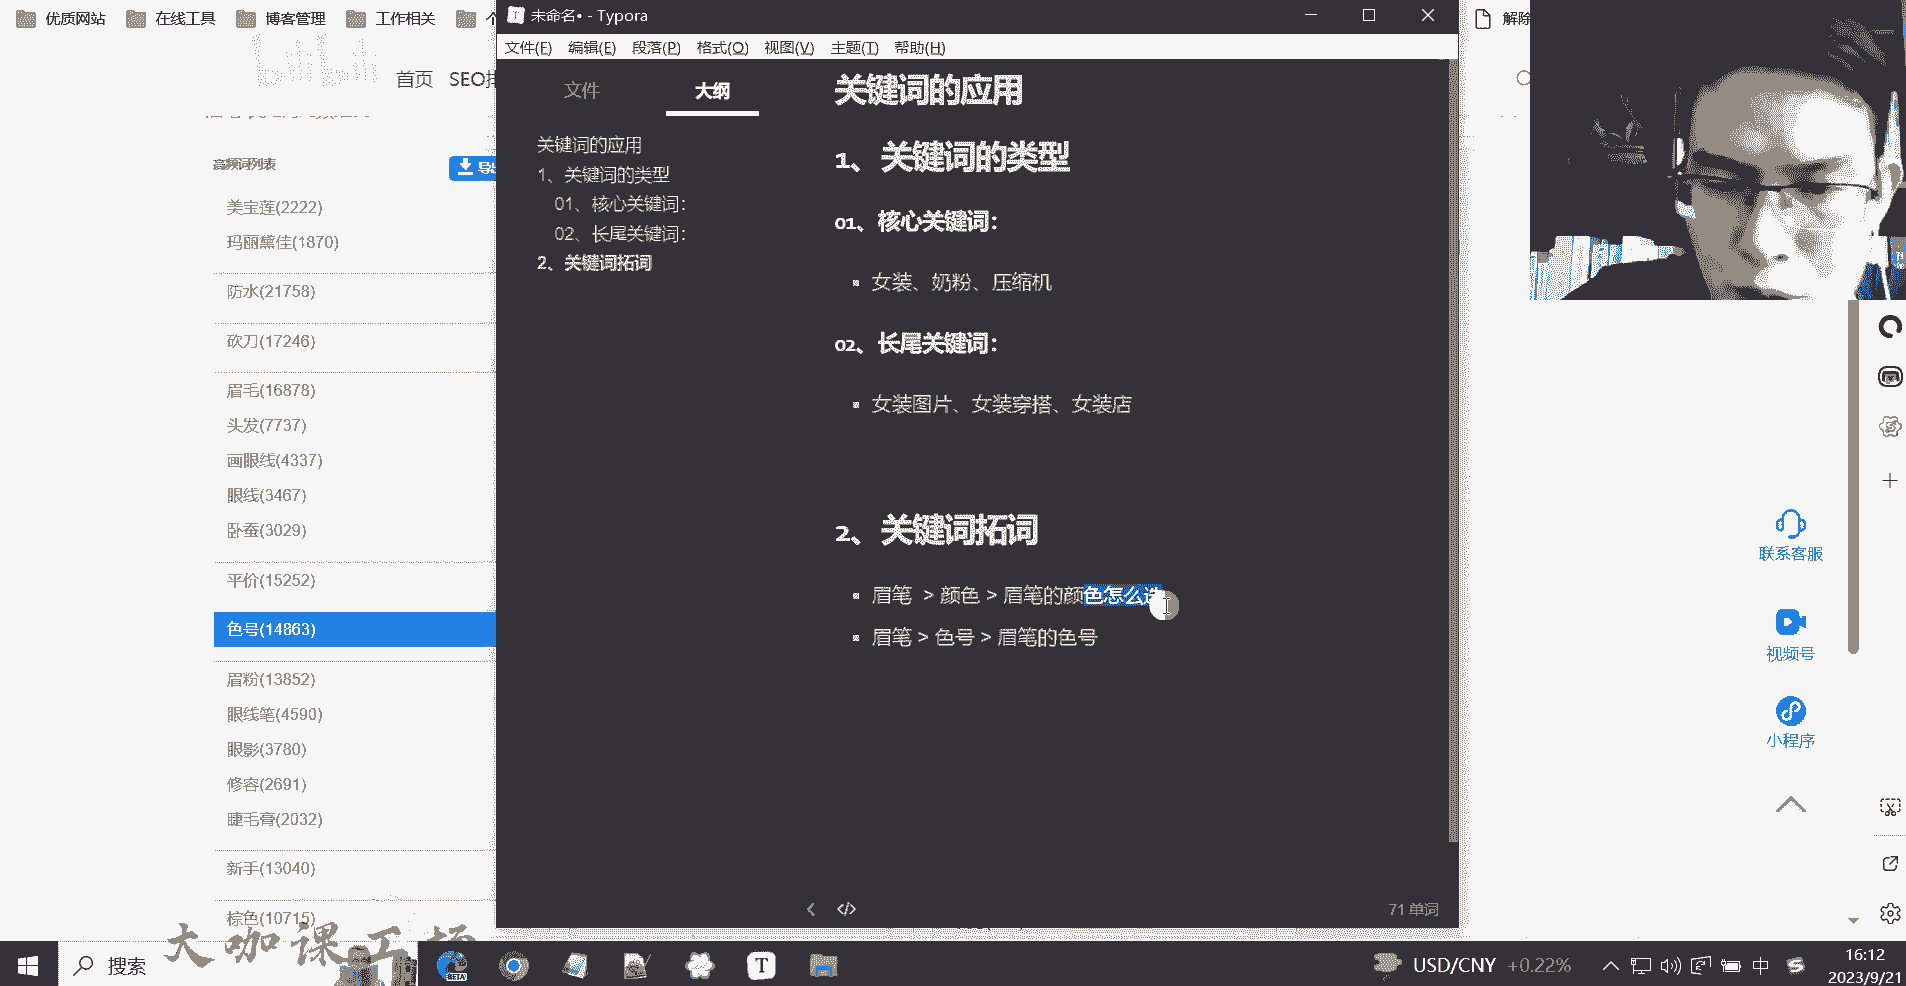 优质网站
在线工具
博客管理
工作相关
未命名• - Typora
解除
文件(F) 编辑(E) 段落(P) 格式(O) 视图(V) 主题(T) 帮助(H)
bilibili
首页 SEO排
文件
大纲
关键词的应用
1、关键词的类型
01、核心关键词：
02、长尾关键词：
2、关键词拓词
关键词的应用
1、 关键词的类型
01、核心关键词：
女装、奶粉、压缩机
02、长尾关键词：
女装图片、女装穿搭、女装店
2、 关键词拓词
眉笔 > 颜色 > 眉笔的颜色怎么选
眉笔 > 色号 > 眉笔的色号
71 单词
高频词列表
导出
美宝莲(2222)
玛丽黛佳(1870)
防水(21758)
砍刀(17246)
眉毛(16878)
头发(7737)
画眼线(4337)
眼线(3467)
卧蚕(3029)
平价(15252)
色号(14863)
眉粉(13852)
眼线笔(4590)
眼影(3780)
修容(2691)
睫毛膏(2032)
新手(13040)
棕色(10715)
联系客服
视频号
小程序
大咖课工场
搜索
BETA
T
USD/CNY +0.22%
中
16:12
2023/9/21